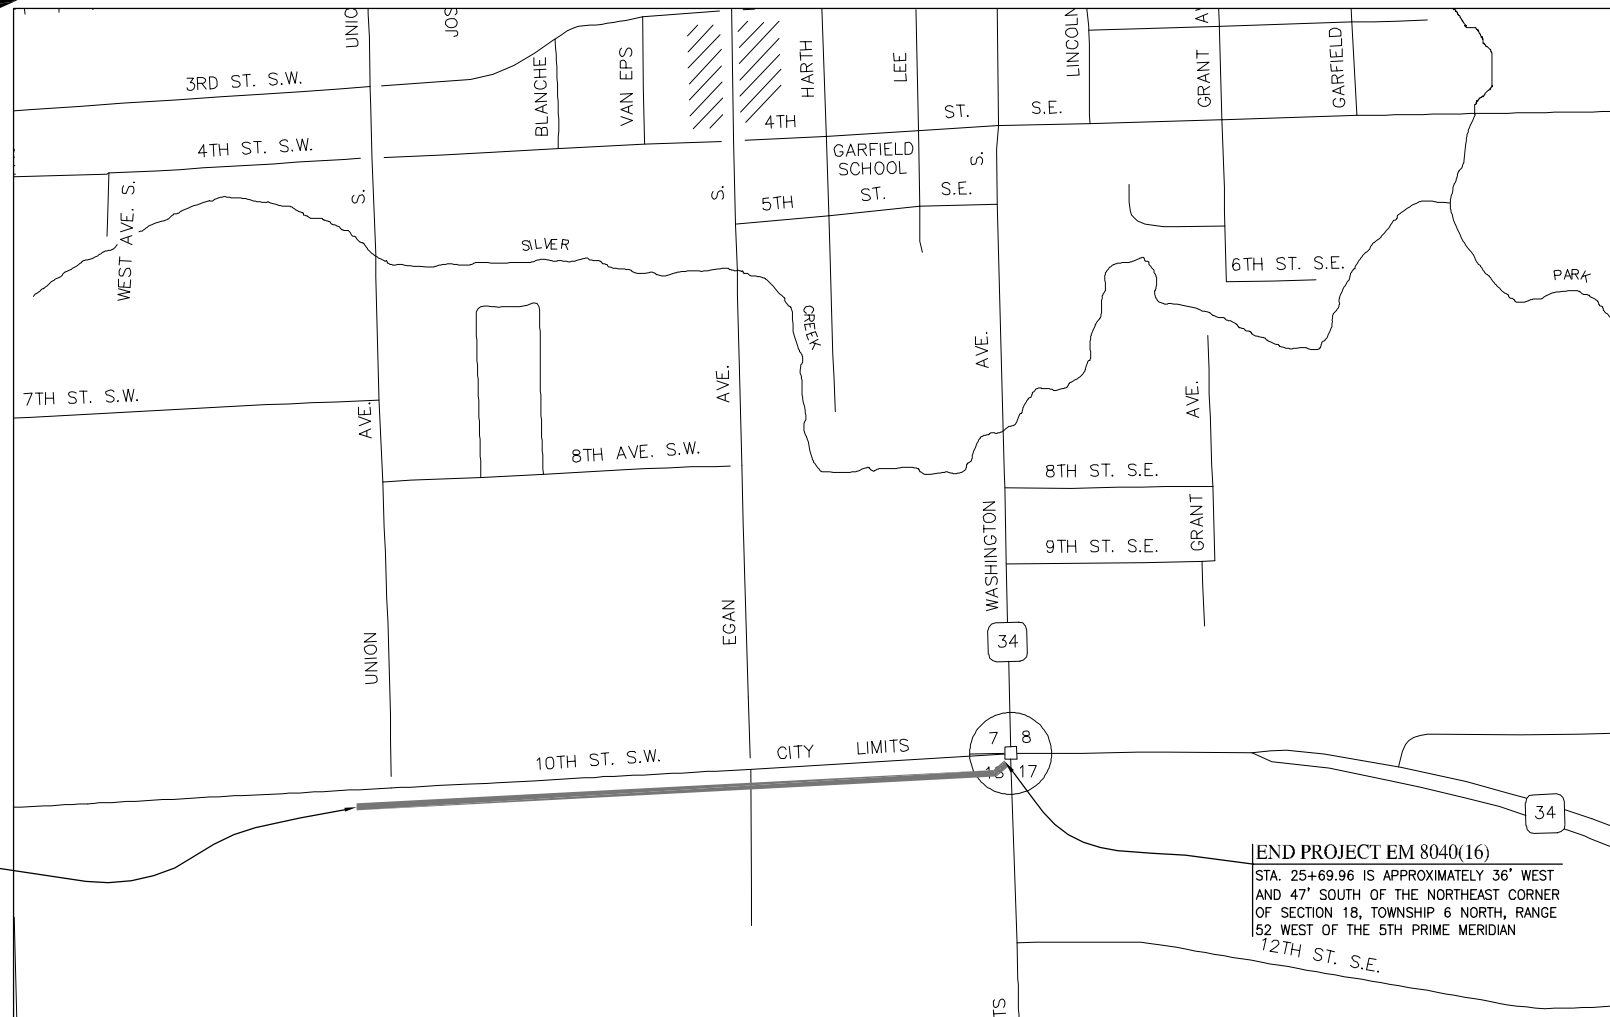 3RD ST. S.W.
BLANCHE
VAN EPS
HARTH
LEE
LINCOLN
GRANT
GARFIELD
4TH ST. S.E.
4TH ST. S.W.
GARFIELD
SCHOOL
5TH ST. S.E.
WEST AVE. S.
S.
S.
S.
SILVER
CREEK
6TH ST. S.E.
PARK
7TH ST. S.W.
AVE.
AVE.
AVE.
AVE.
8TH AVE. S.W.
8TH ST. S.E.
WASHINGTON
GRANT
9TH ST. S.E.
EGAN
UNION
34
10TH ST. S.W.
CITY LIMITS
7 8
18 17
34
END PROJECT EM 8040(16)
STA. 25+69.96 IS APPROXIMATELY 36' WEST
AND 47' SOUTH OF THE NORTHEAST CORNER
OF SECTION 18, TOWNSHIP 6 NORTH, RANGE
52 WEST OF THE 5TH PRIME MERIDIAN
12TH ST. S.E.